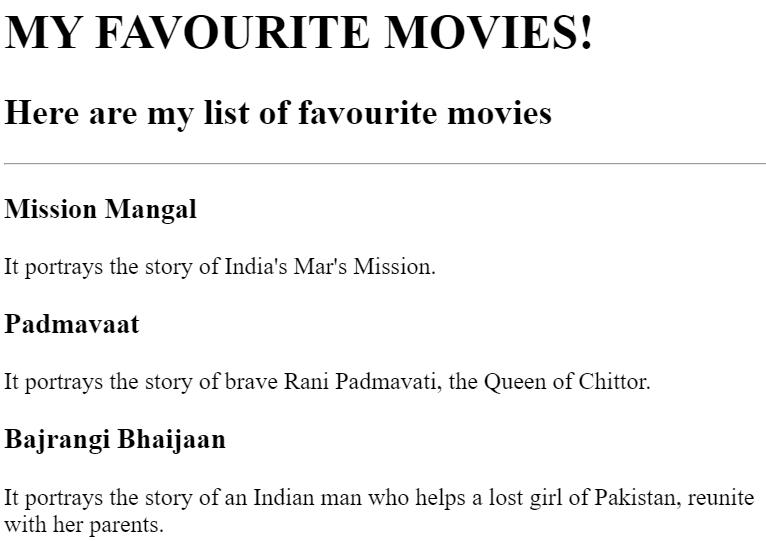 MY FAVOURITE MOVIES!
Here are my list of favourite movies
Mission Mangal
It portrays the story of India's Mar's Mission.
Padmavaat
It portrays the story of brave Rani Padmavati, the Queen of Chittor.
Bajrangi Bhaijaan
It portrays the story of an Indian man who helps a lost girl of Pakistan, reunite
with her parents.